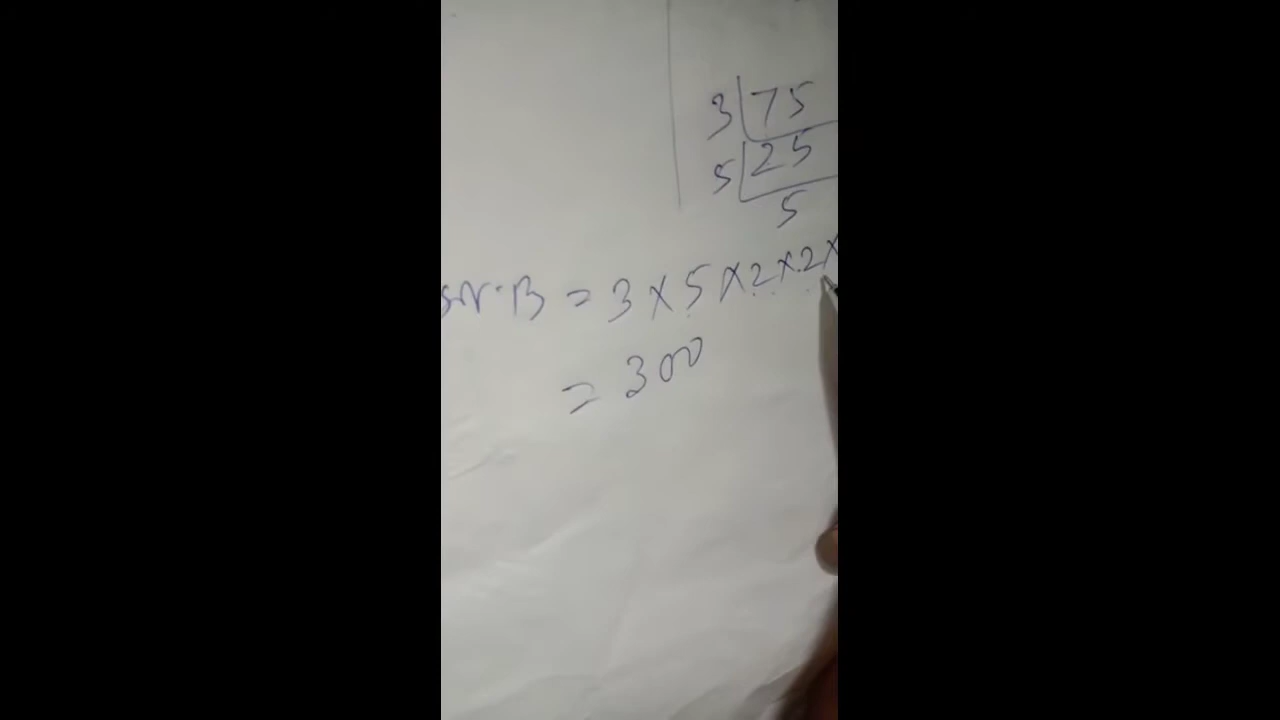 3 75
5 25
5
= 3 × 5 × 2 × 2 ×
= 300